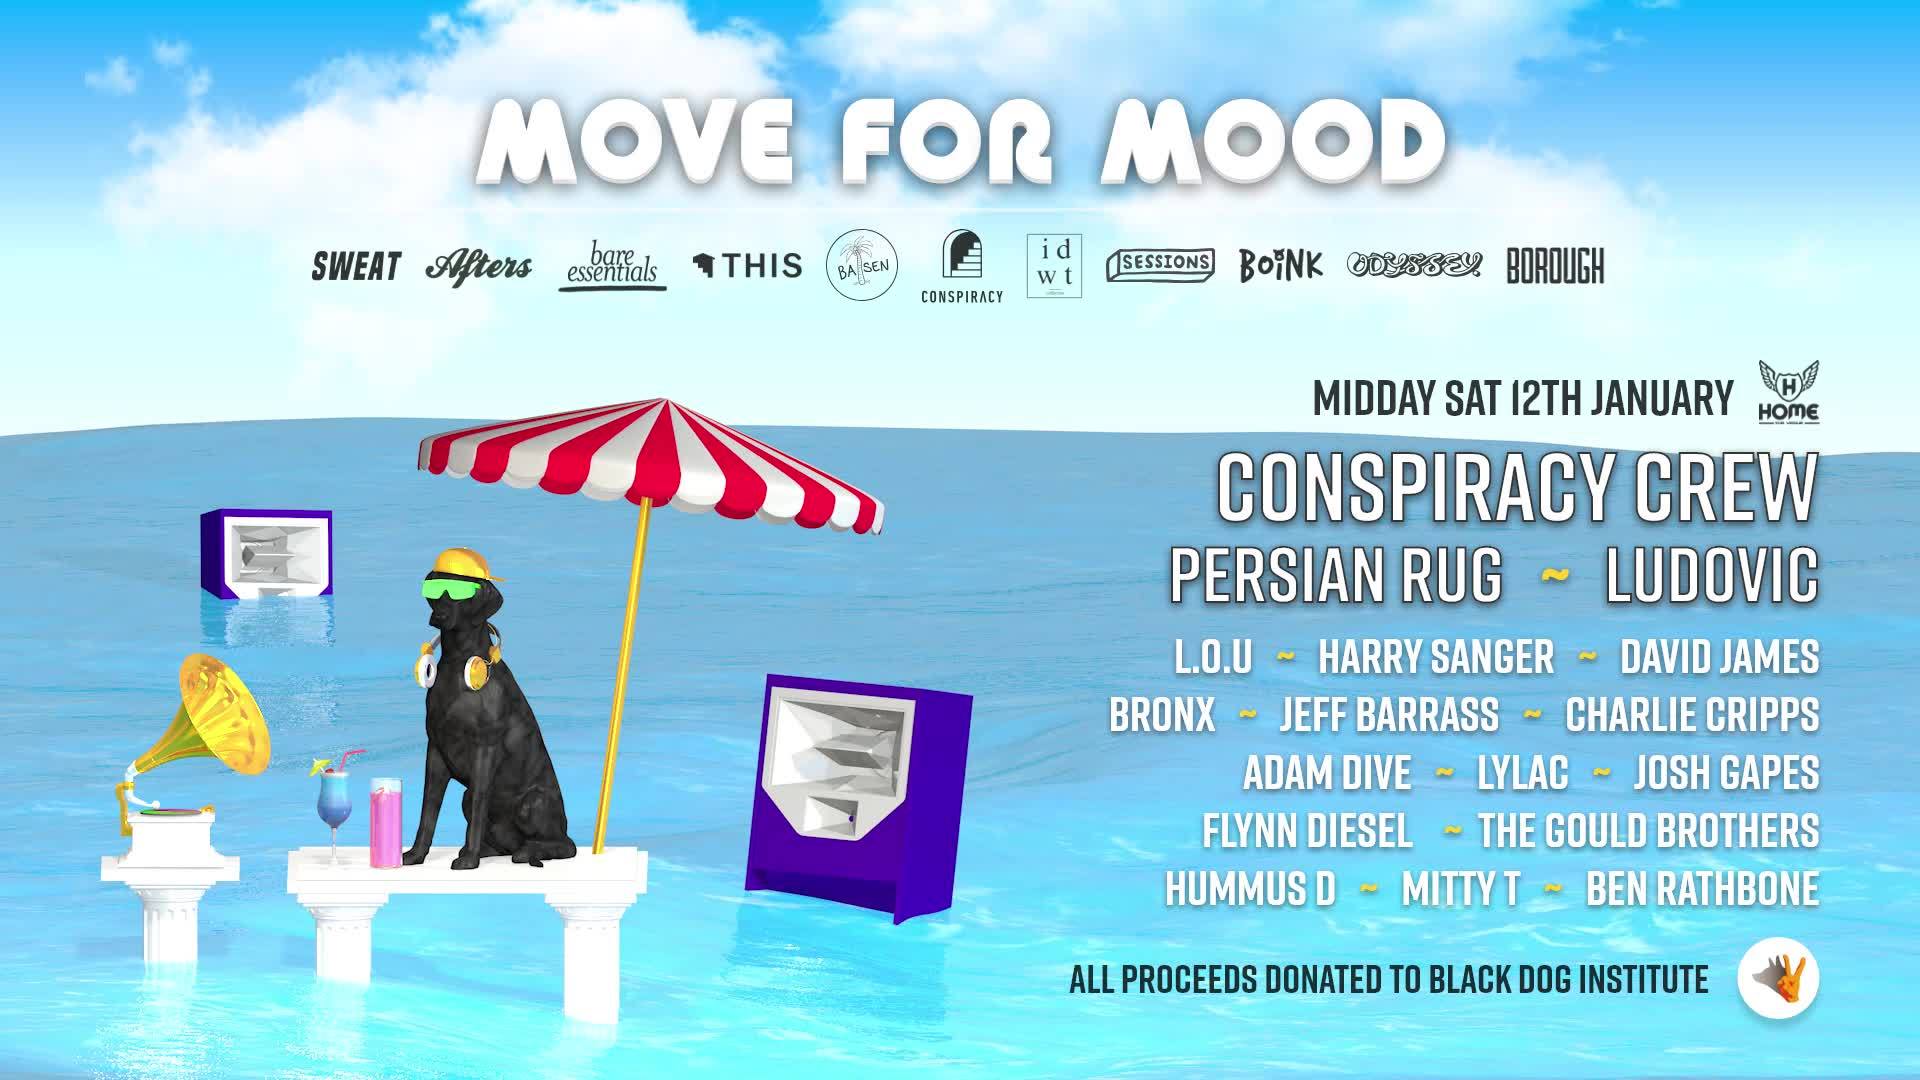 MOVE FOR MOOD
SWEAT Afters bare essentials THIS BASEN CONSPIRACY id wt SESSIONS BOiNK ODYSSEY BOROUGH
MIDDAY SAT 12TH JANUARY H HOME
CONSPIRACY CREW
PERSIAN RUG ~ LUDOVIC
L.O.U ~ HARRY SANGER ~ DAVID JAMES
BRONX ~ JEFF BARRASS ~ CHARLIE CRIPPS
ADAM DIVE ~ LYLAC ~ JOSH GAPES
FLYNN DIESEL ~ THE GOULD BROTHERS
HUMMUS D ~ MITTY T ~ BEN RATHBONE
ALL PROCEEDS DONATED TO BLACK DOG INSTITUTE